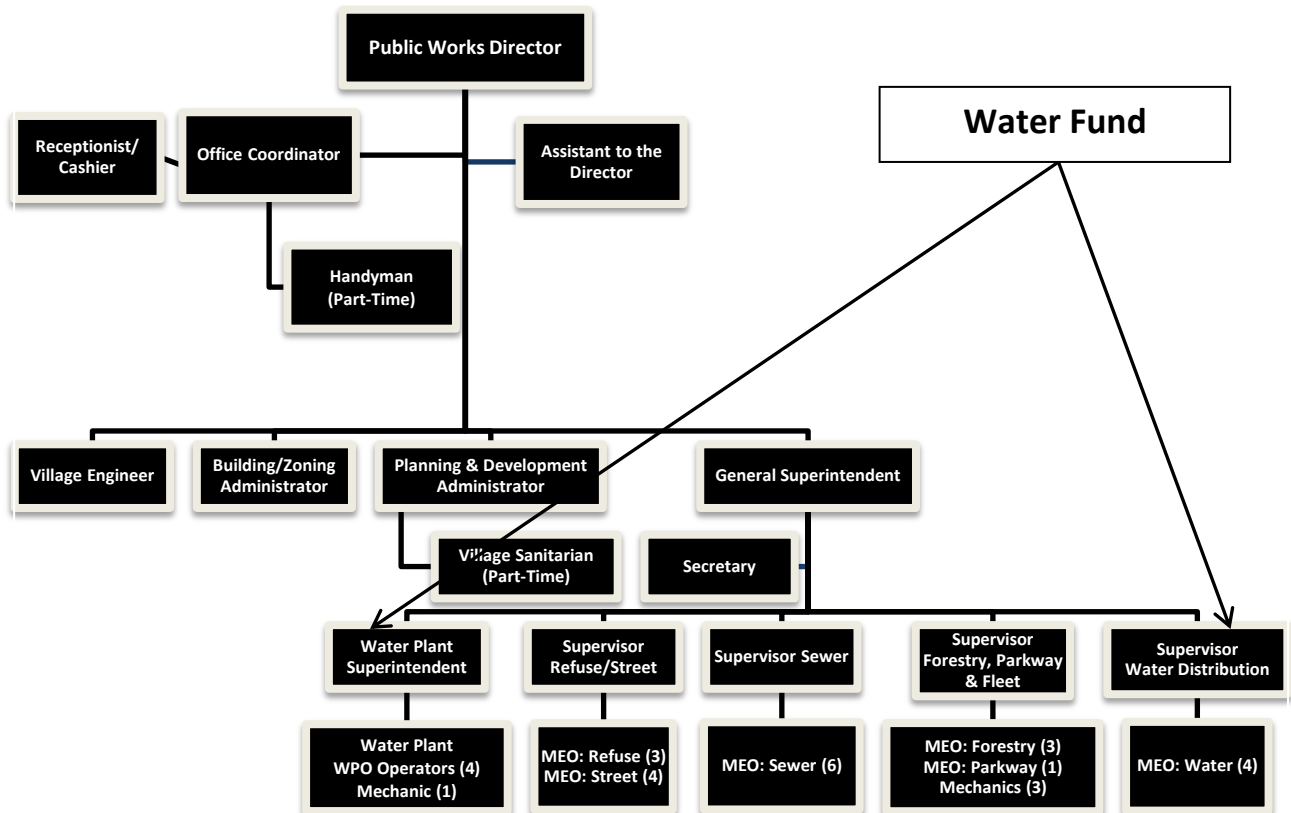 Public Works Director
Water Fund
Receptionist/
Cashier
Office Coordinator
Assistant to the
Director
Handyman
(Part-Time)
Village Engineer
Building/Zoning
Administrator
Planning & Development
Administrator
General Superintendent
Village Sanitarian
(Part-Time)
Secretary
Water Plant
Superintendent
Supervisor
Refuse/Street
Supervisor Sewer
Supervisor
Forestry, Parkway
& Fleet
Supervisor
Water Distribution
Water Plant
WPO Operators (4)
Mechanic (1)
MEO: Refuse (3)
MEO: Street (4)
MEO: Sewer (6)
MEO: Forestry (3)
MEO: Parkway (1)
Mechanics (3)
MEO: Water (4)